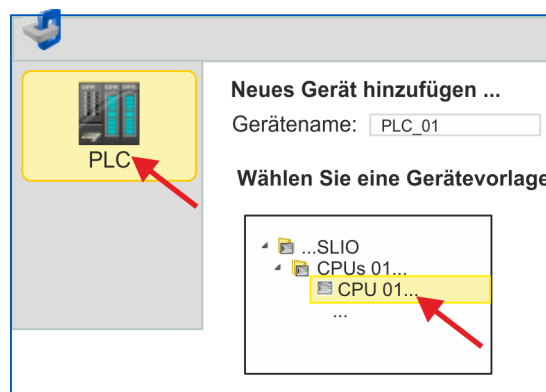 PLC
Neues Gerät hinzufügen ...
Gerätename: PLC_01
Wählen Sie eine Gerätevorlage
...SLIO
CPUs 01...
CPU 01...
...